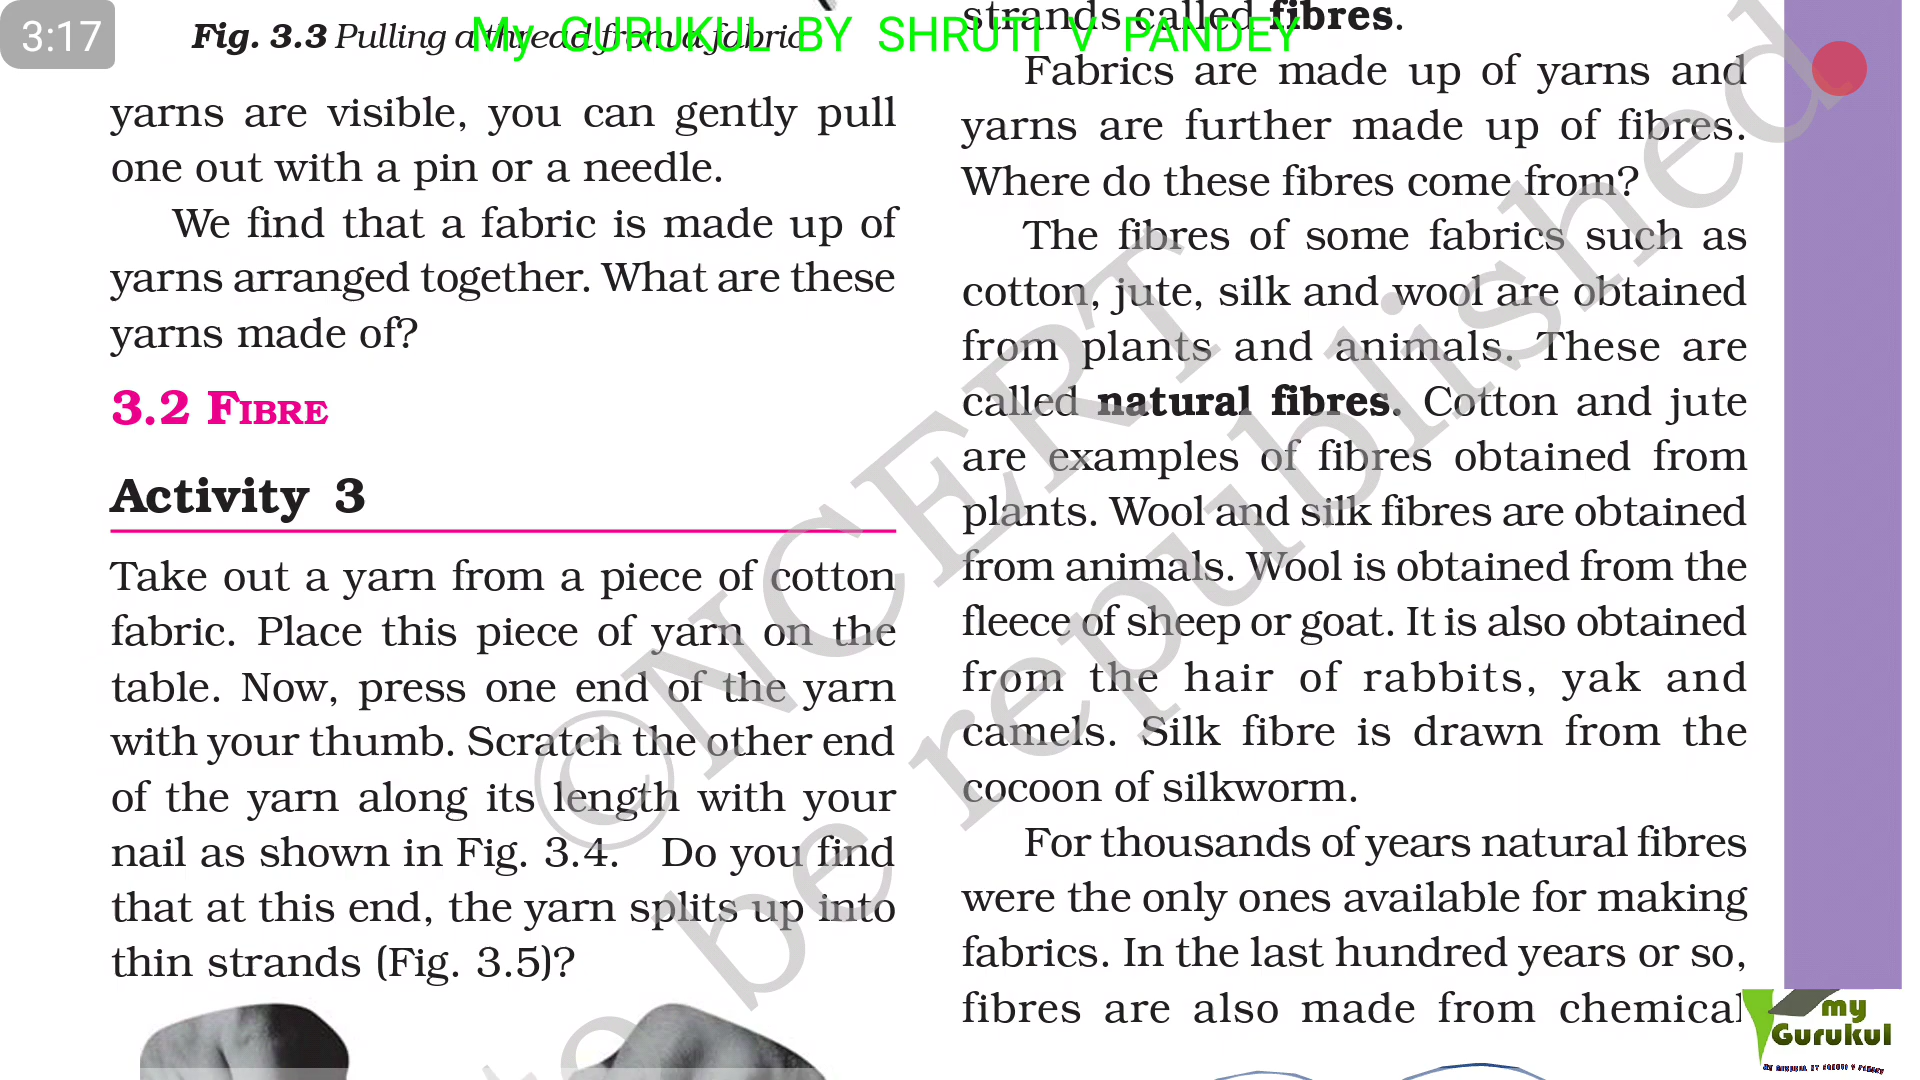 3:17
My GURUKUL BY SHRUTI V PANDEY
Fig. 3.3 Pulling a thread from a fabric
yarns are visible, you can gently pull
one out with a pin or a needle.
We find that a fabric is made up of
yarns arranged together. What are these
yarns made of?
3.2 FIBRE
Activity 3
Take out a yarn from a piece of cotton
fabric. Place this piece of yarn on the
table. Now, press one end of the yarn
with your thumb. Scratch the other end
of the yarn along its length with your
nail as shown in Fig. 3.4. Do you find
that at this end, the yarn splits up into
thin strands (Fig. 3.5)?
strands called fibres.
Fabrics are made up of yarns and
yarns are further made up of fibres.
Where do these fibres come from?
The fibres of some fabrics such as
cotton, jute, silk and wool are obtained
from plants and animals. These are
called natural fibres. Cotton and jute
are examples of fibres obtained from
plants. Wool and silk fibres are obtained
from animals. Wool is obtained from the
fleece of sheep or goat. It is also obtained
from the hair of rabbits, yak and
camels. Silk fibre is drawn from the
cocoon of silkworm.
For thousands of years natural fibres
were the only ones available for making
fabrics. In the last hundred years or so,
fibres are also made from chemical
©NCERT
to be republished
my
Gurukul